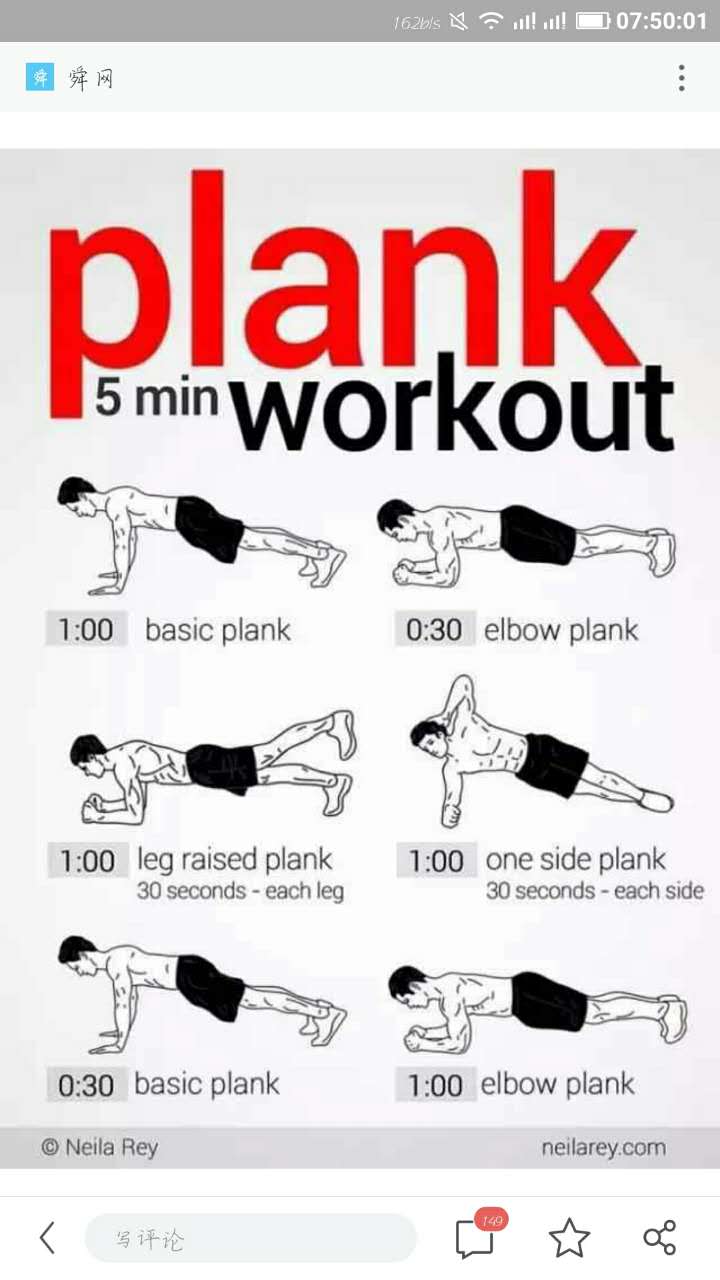 162b/s 07:50:01
舜 舜网
plank
5 min workout
1:00 basic plank
0:30 elbow plank
1:00 leg raised plank
30 seconds - each leg
1:00 one side plank
30 seconds - each side
0:30 basic plank
1:00 elbow plank
© Neila Rey
neilarey.com
写评论
149